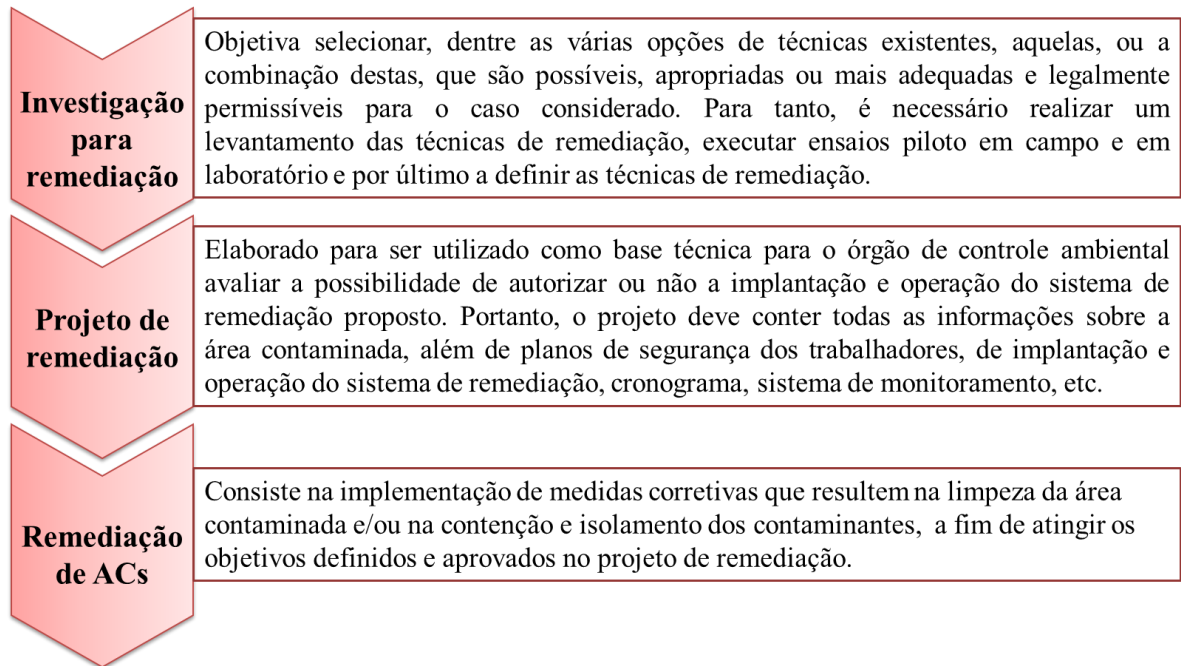 Investigação
para
remediação
Objetiva selecionar, dentre as várias opções de técnicas existentes, aquelas, ou a
combinação destas, que são possíveis, apropriadas ou mais adequadas e legalmente
permissíveis para o caso considerado. Para tanto, é necessário realizar um
levantamento das técnicas de remediação, executar ensaios piloto em campo e em
laboratório e por último a definir as técnicas de remediação.
Projeto de
remediação
Elaborado para ser utilizado como base técnica para o órgão de controle ambiental
avaliar a possibilidade de autorizar ou não a implantação e operação do sistema de
remediação proposto. Portanto, o projeto deve conter todas as informações sobre a
área contaminada, além de planos de segurança dos trabalhadores, de implantação e
operação do sistema de remediação, cronograma, sistema de monitoramento, etc.
Remediação
de ACs
Consiste na implementação de medidas corretivas que resultem na limpeza da área
contaminada e/ou na contenção e isolamento dos contaminantes, a fim de atingir os
objetivos definidos e aprovados no projeto de remediação.